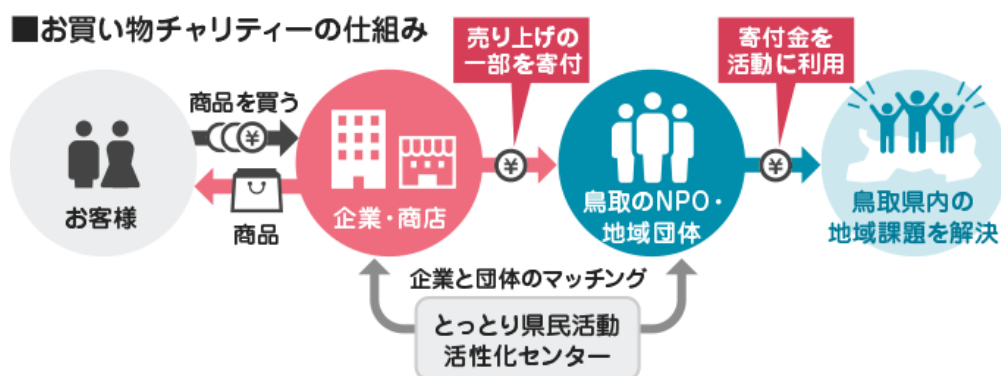 ■お買い物チャリティーの仕組み
売り上げの
一部を寄付
寄付金を
活動に利用
商品を買う
¥
¥
¥
お客様
商品
企業・商店
鳥取のNPO・
地域団体
鳥取県内の
地域課題を解決
企業と団体のマッチング
とっとり県民活動
活性化センター